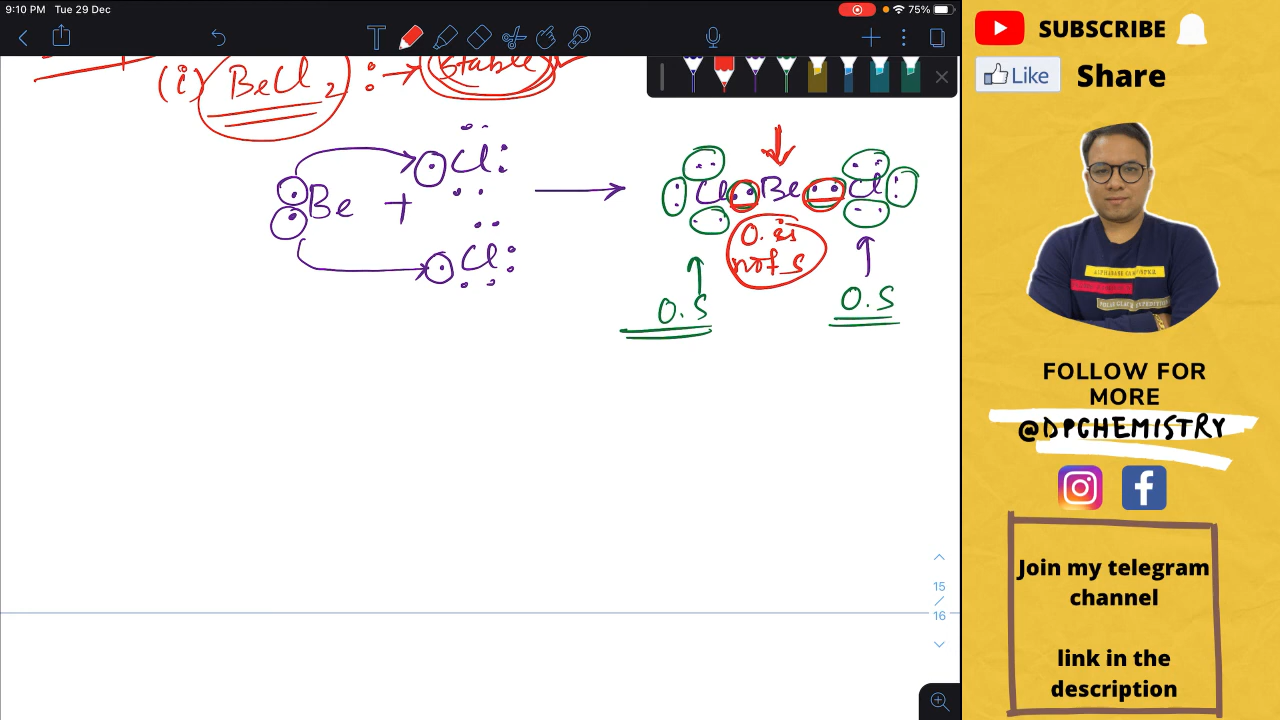 9:10 PM Tue 29 Dec
75%
(i) BeCl2 : → Stable
Be + Cl
Cl
→ Cl Be Cl
O. is
not s
O.S
O.S
15
/
16
SUBSCRIBE
Like
Share
FOLLOW FOR
MORE
@DPCHEMISTRY
Join my telegram
channel
link in the
description